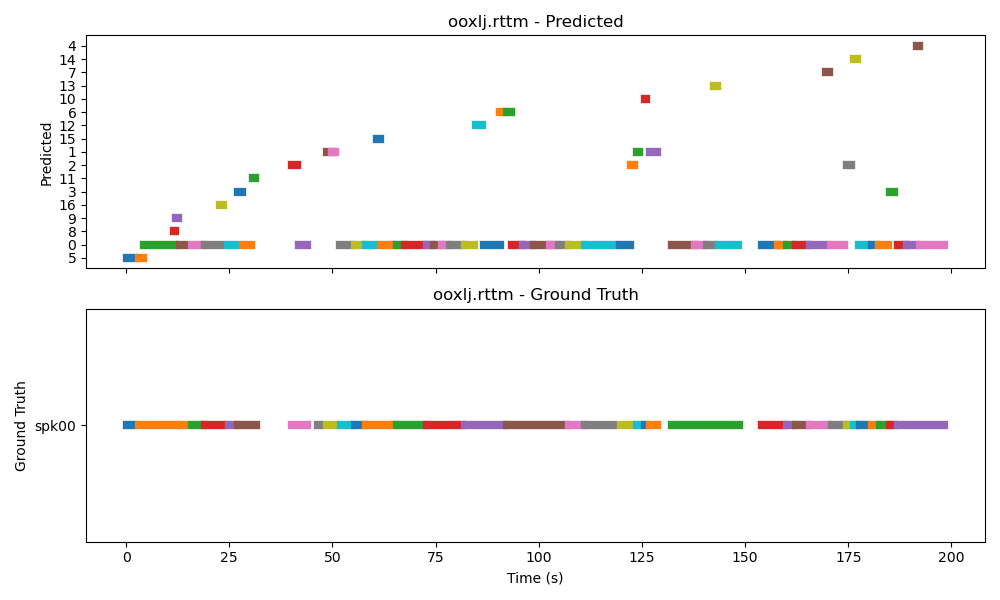 ooxlj.rttm - Predicted
4
14
7
13
10
6
12
15
1
2
11
3
16
9
8
0
5
Predicted
ooxlj.rttm - Ground Truth
spk00
Ground Truth
0 25 50 75 100 125 150 175 200
Time (s)